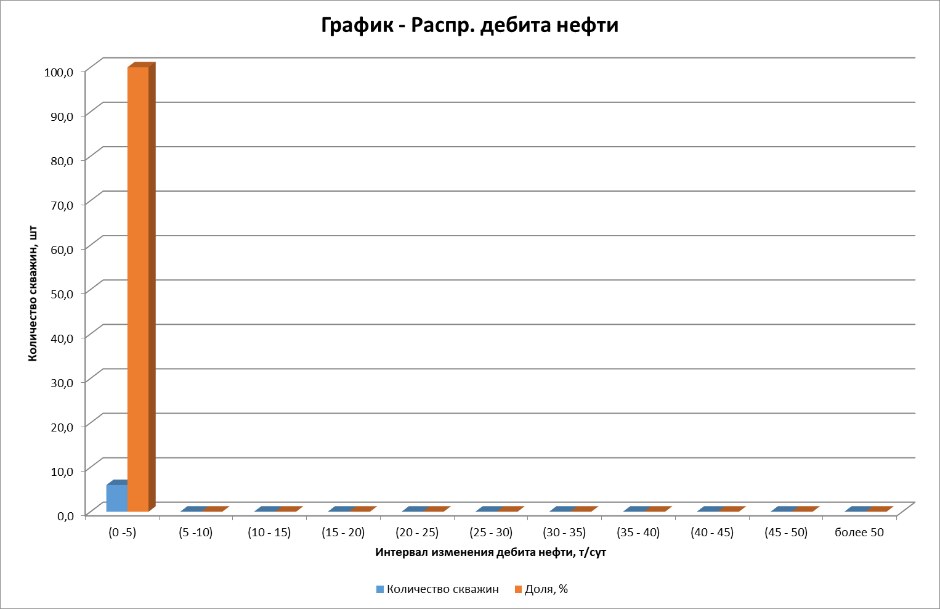 График - Распр. дебита нефти
100,0
90,0
80,0
70,0
60,0
50,0
40,0
30,0
20,0
10,0
0,0
Количество скважин, шт
(0 -5) (5 -10) (10 - 15) (15 - 20) (20 - 25) (25 - 30) (30 - 35) (35 - 40) (40 - 45) (45 - 50) более 50
Интервал изменения дебита нефти, т/сут
Количество скважин Доля, %